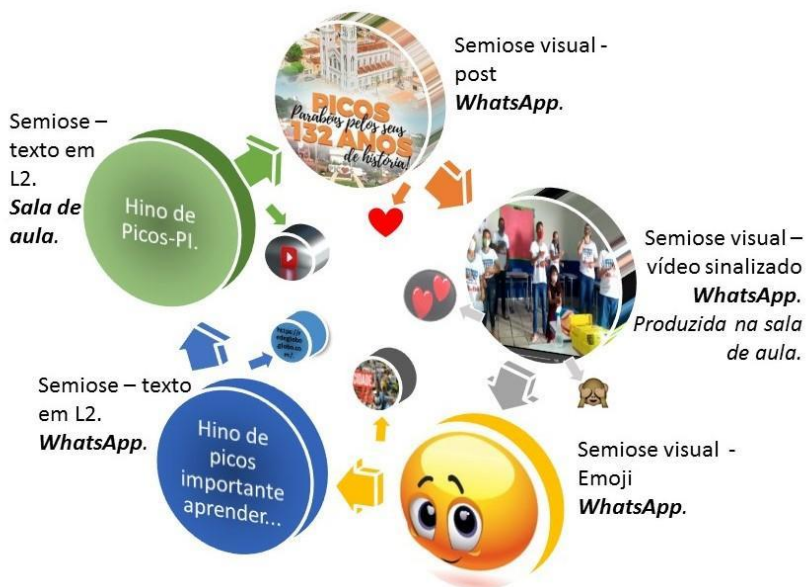 Semiose visual -
post
WhatsApp.
PICOS
Parabéns pelos seus
132 ANOS
de história!
Semiose –
texto em
L2.
Sala de
aula.
Hino de
Picos-PI.
Semiose visual –
vídeo sinalizado
WhatsApp.
Produzida na sala
de aula.
Semiose – texto
em L2.
WhatsApp.
Hino de
picos
importante
aprender...
Semiose visual -
Emoji
WhatsApp.